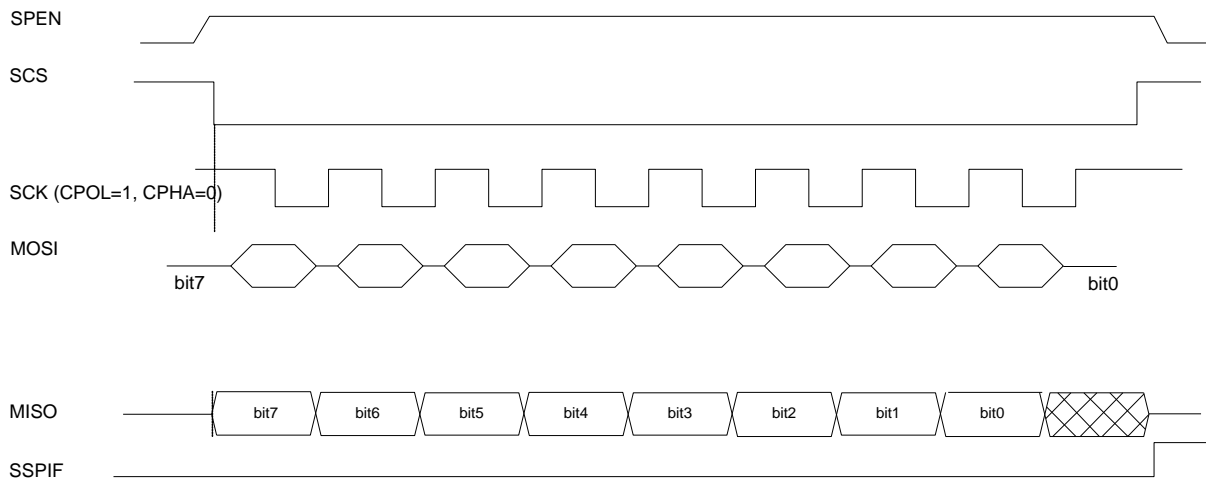 SPEN
SCS
SCK (CPOL=1, CPHA=0)
MOSI
bit7
bit0
MISO
bit7
bit6
bit5
bit4
bit3
bit2
bit1
bit0
SSPIF